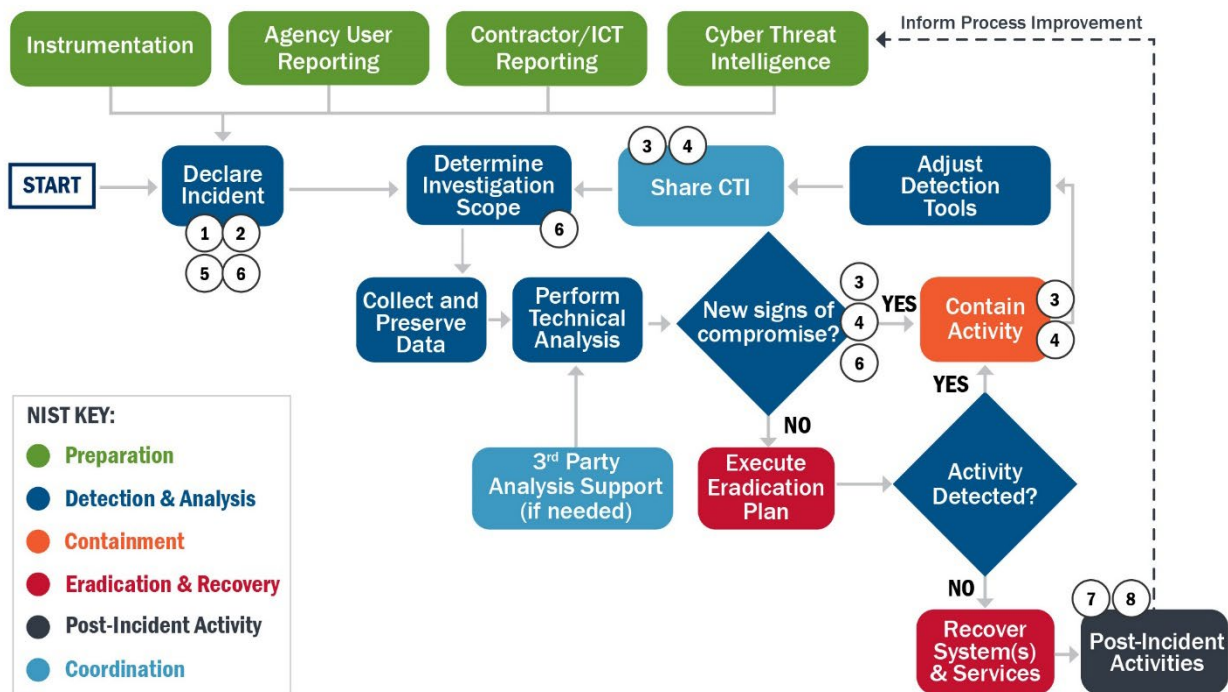 Instrumentation
Agency User
Reporting
Contractor/ICT
Reporting
Cyber Threat
Intelligence
Inform Process Improvement
START
Declare
Incident
1 2
5 6
Determine
Investigation
Scope
6
3 4
Share CTI
Adjust
Detection
Tools
Collect and
Preserve
Data
Perform
Technical
Analysis
New signs of
compromise?
3
4
6
YES
Contain
Activity
3
4
YES
NO
3rd Party
Analysis Support
(if needed)
Execute
Eradication
Plan
Activity
Detected?
NO
Recover
System(s)
& Services
7 8
Post-Incident
Activities
NIST KEY:
Preparation
Detection & Analysis
Containment
Eradication & Recovery
Post-Incident Activity
Coordination